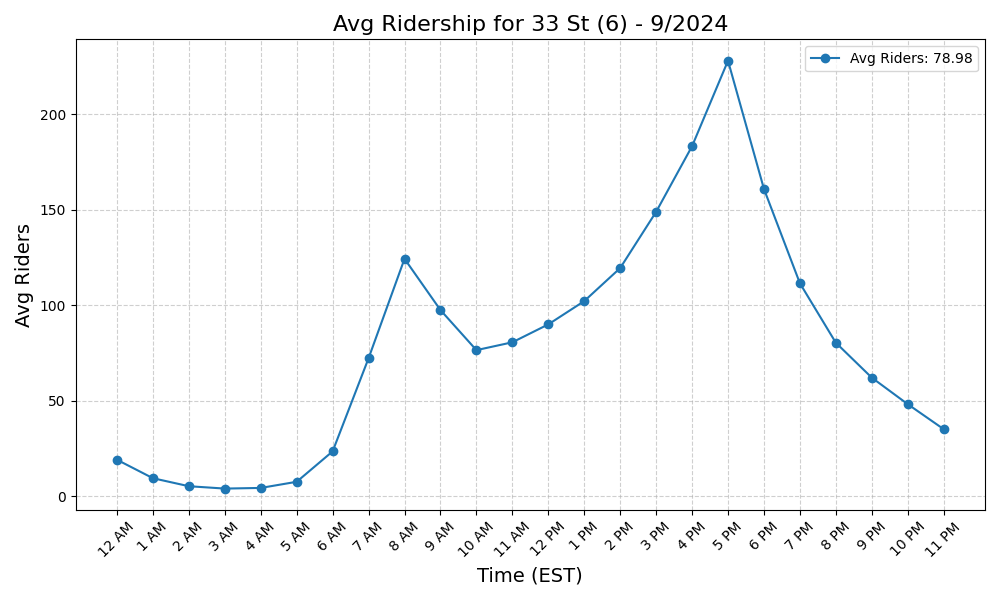 Avg Ridership for 33 St (6) - 9/2024
Avg Riders: 78.98
Avg Riders
200
150
100
50
0
12 AM
1 AM
2 AM
3 AM
4 AM
5 AM
6 AM
7 AM
8 AM
9 AM
10 AM
11 AM
12 PM
1 PM
2 PM
3 PM
4 PM
5 PM
6 PM
7 PM
8 PM
9 PM
10 PM
11 PM
Time (EST)